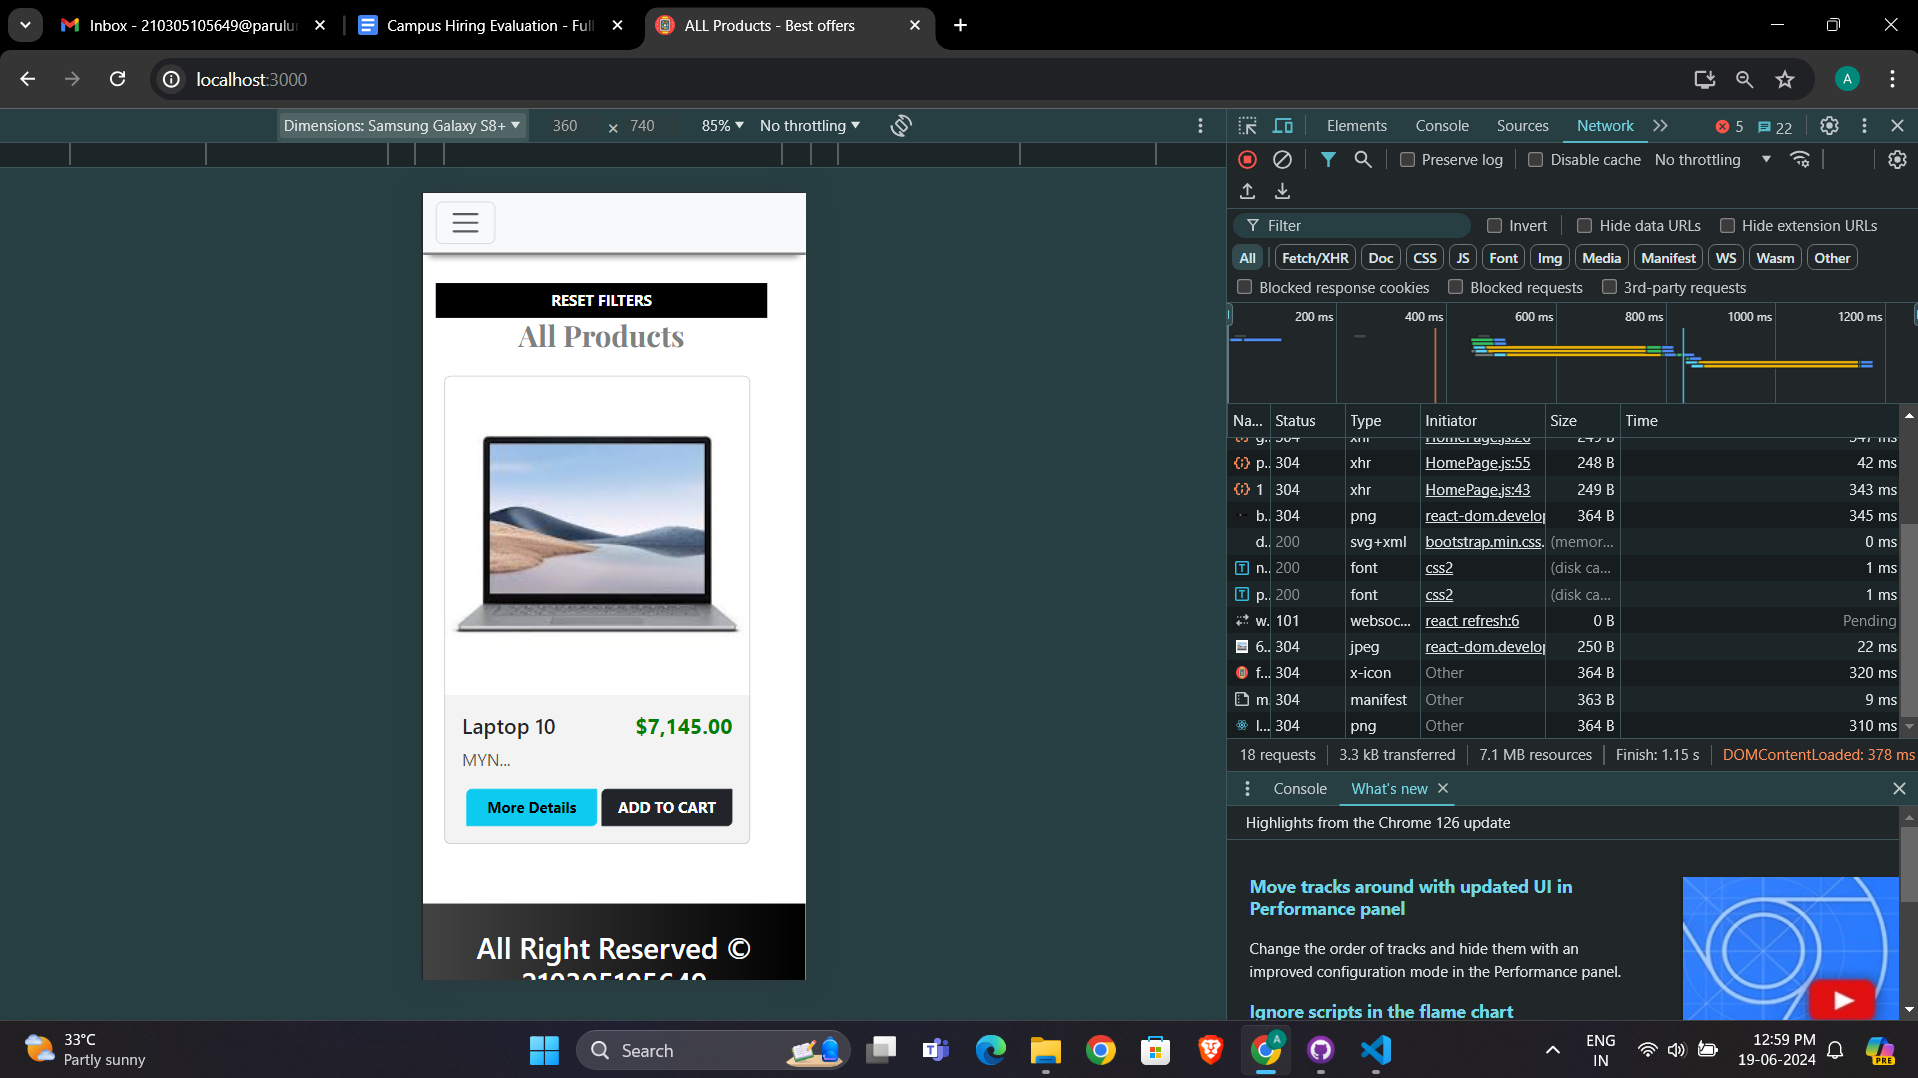 Inbox - 210305105649@parulun
Campus Hiring Evaluation - Full
ALL Products - Best offers
localhost:3000
Dimensions: Samsung Galaxy S8+
360 × 740
85%
No throttling
Elements
Console
Sources
Network
5
22
Preserve log
Disable cache
No throttling
Filter
Invert
Hide data URLs
Hide extension URLs
All
Fetch/XHR
Doc
CSS
JS
Font
Img
Media
Manifest
WS
Wasm
Other
Blocked response cookies
Blocked requests
3rd-party requests
200 ms
400 ms
600 ms
800 ms
1000 ms
1200 ms
Na... Status Type Initiator Size Time
g.. 304 xhr HomePage.js:26 249 B 347 ms
p.. 304 xhr HomePage.js:55 248 B 42 ms
1 304 xhr HomePage.js:43 249 B 343 ms
b.. 304 png react-dom.develop 364 B 345 ms
d.. 200 svg+xml bootstrap.min.css. (memor... 0 ms
n.. 200 font css2 (disk ca... 1 ms
p.. 200 font css2 (disk ca... 1 ms
w. 101 websoc... react refresh:6 0 B Pending
6.. 304 jpeg react-dom.develop 250 B 22 ms
f... 304 x-icon Other 364 B 320 ms
m. 304 manifest Other 363 B 9 ms
l... 304 png Other 364 B 310 ms
18 requests
3.3 kB transferred
7.1 MB resources
Finish: 1.15 s
DOMContentLoaded: 378 ms
Console
What's new
Highlights from the Chrome 126 update
Move tracks around with updated UI in
Performance panel
Change the order of tracks and hide them with an
improved configuration mode in the Performance panel.
Ignore scripts in the flame chart
RESET FILTERS
All Products
Laptop 10
$7,145.00
MYN...
More Details
ADD TO CART
All Right Reserved ©
210305105649
33°C
Partly sunny
Search
A
A
PRE
ENG
IN
12:59 PM
19-06-2024